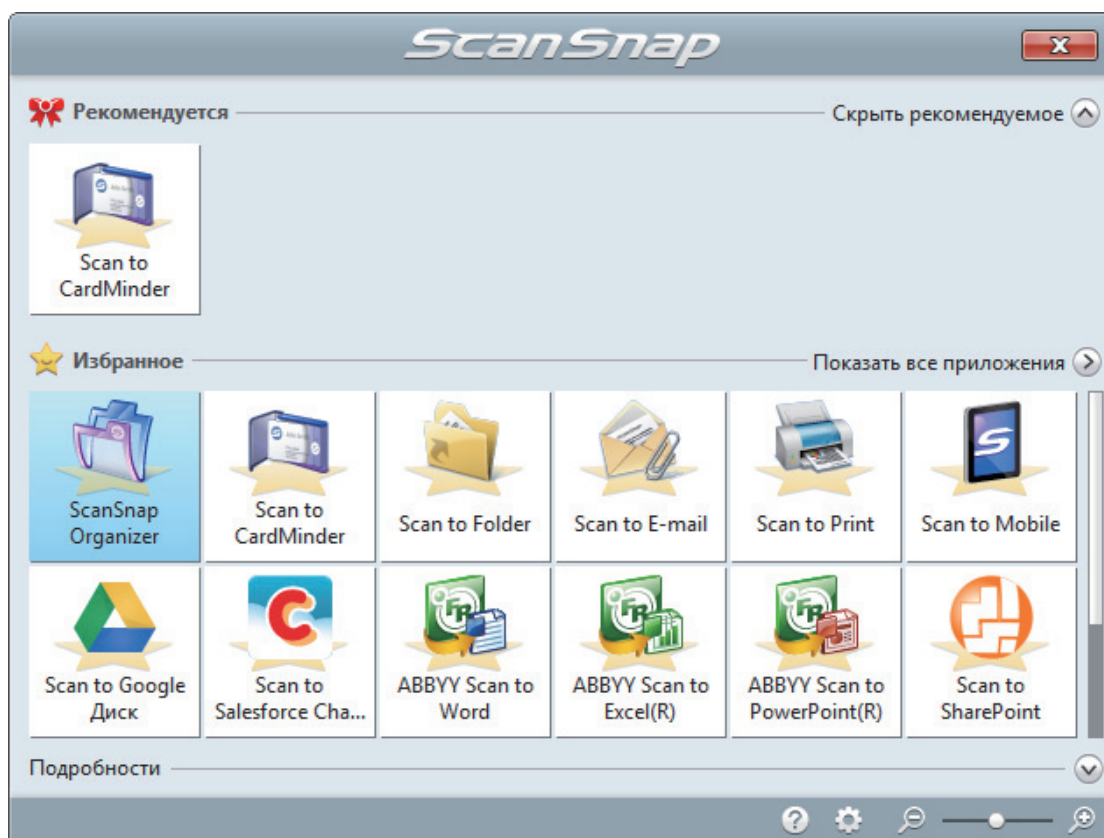 ScanSnap
Рекомендуется
Скрыть рекомендуемое
Scan to
CardMinder
Избранное
Показать все приложения
ScanSnap
Organizer
Scan to
CardMinder
Scan to Folder
Scan to E-mail
Scan to Print
Scan to Mobile
Scan to Google
Диск
Scan to
Salesforce Cha...
ABBYY Scan to
Word
ABBYY Scan to
Excel(R)
ABBYY Scan to
PowerPoint(R)
Scan to
SharePoint
Подробности